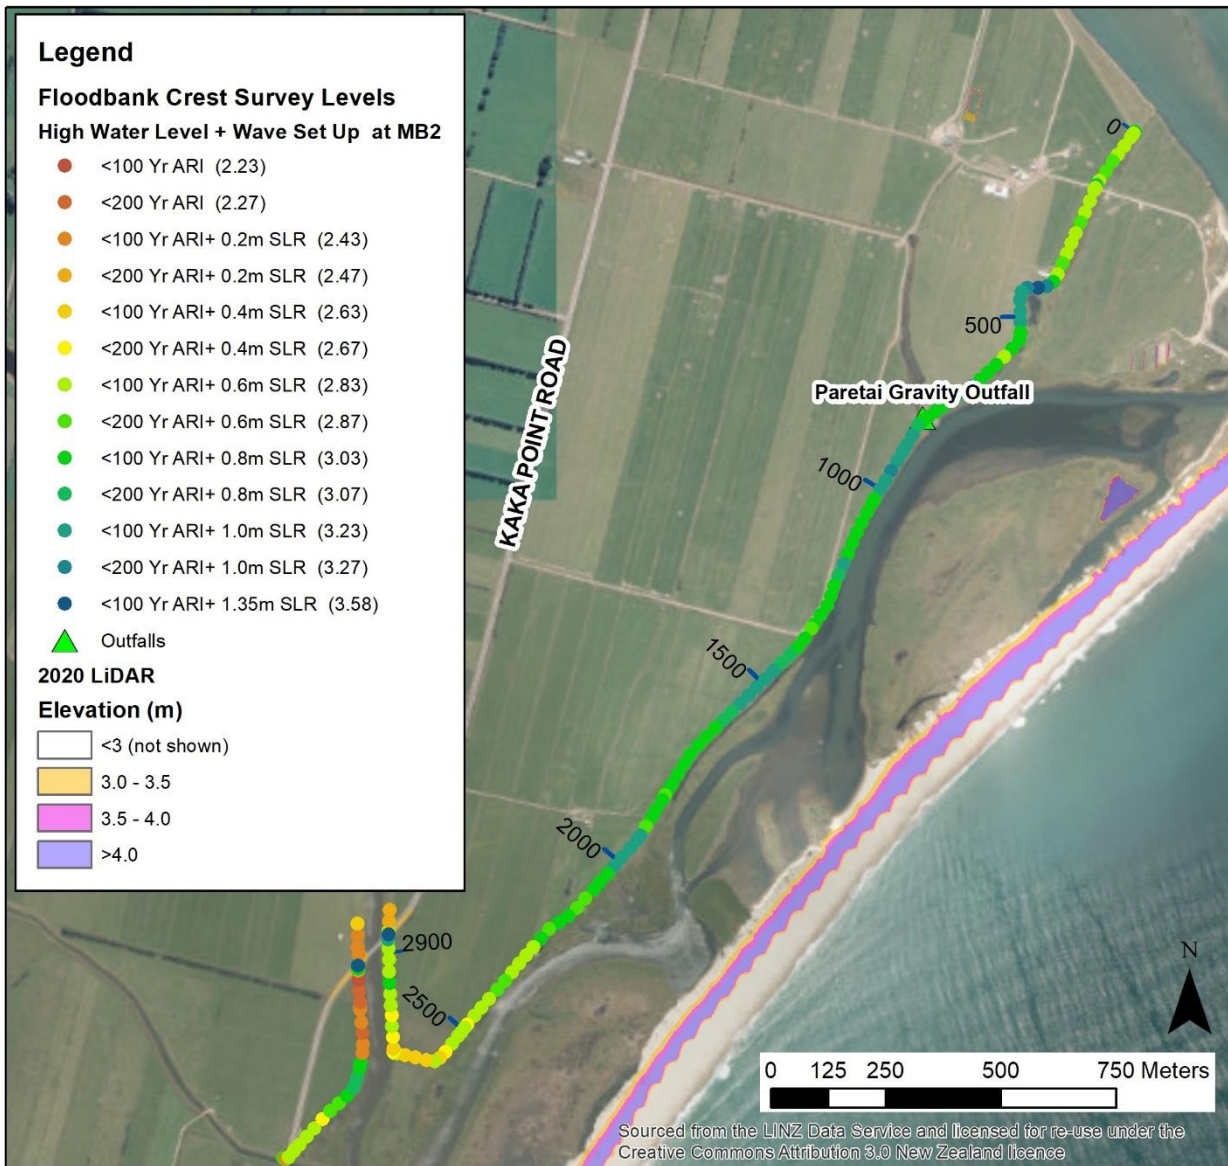 Legend
Floodbank Crest Survey Levels
High Water Level + Wave Set Up at MB2
<100 Yr ARI (2.23)
<200 Yr ARI (2.27)
<100 Yr ARI+ 0.2m SLR (2.43)
<200 Yr ARI+ 0.2m SLR (2.47)
<100 Yr ARI+ 0.4m SLR (2.63)
<200 Yr ARI+ 0.4m SLR (2.67)
<100 Yr ARI+ 0.6m SLR (2.83)
<200 Yr ARI+ 0.6m SLR (2.87)
<100 Yr ARI+ 0.8m SLR (3.03)
<200 Yr ARI+ 0.8m SLR (3.07)
<100 Yr ARI+ 1.0m SLR (3.23)
<200 Yr ARI+ 1.0m SLR (3.27)
<100 Yr ARI+ 1.35m SLR (3.58)
Outfalls
2020 LiDAR
Elevation (m)
<3 (not shown)
3.0 - 3.5
3.5 - 4.0
>4.0
0
500
Paretai Gravity Outfall
KAKA POINT ROAD
1000
1500
2000
2900
2500
N
0 125 250 500 750 Meters
Sourced from the LINZ Data Service and licensed for re-use under the
Creative Commons Attribution 3.0 New Zealand licence